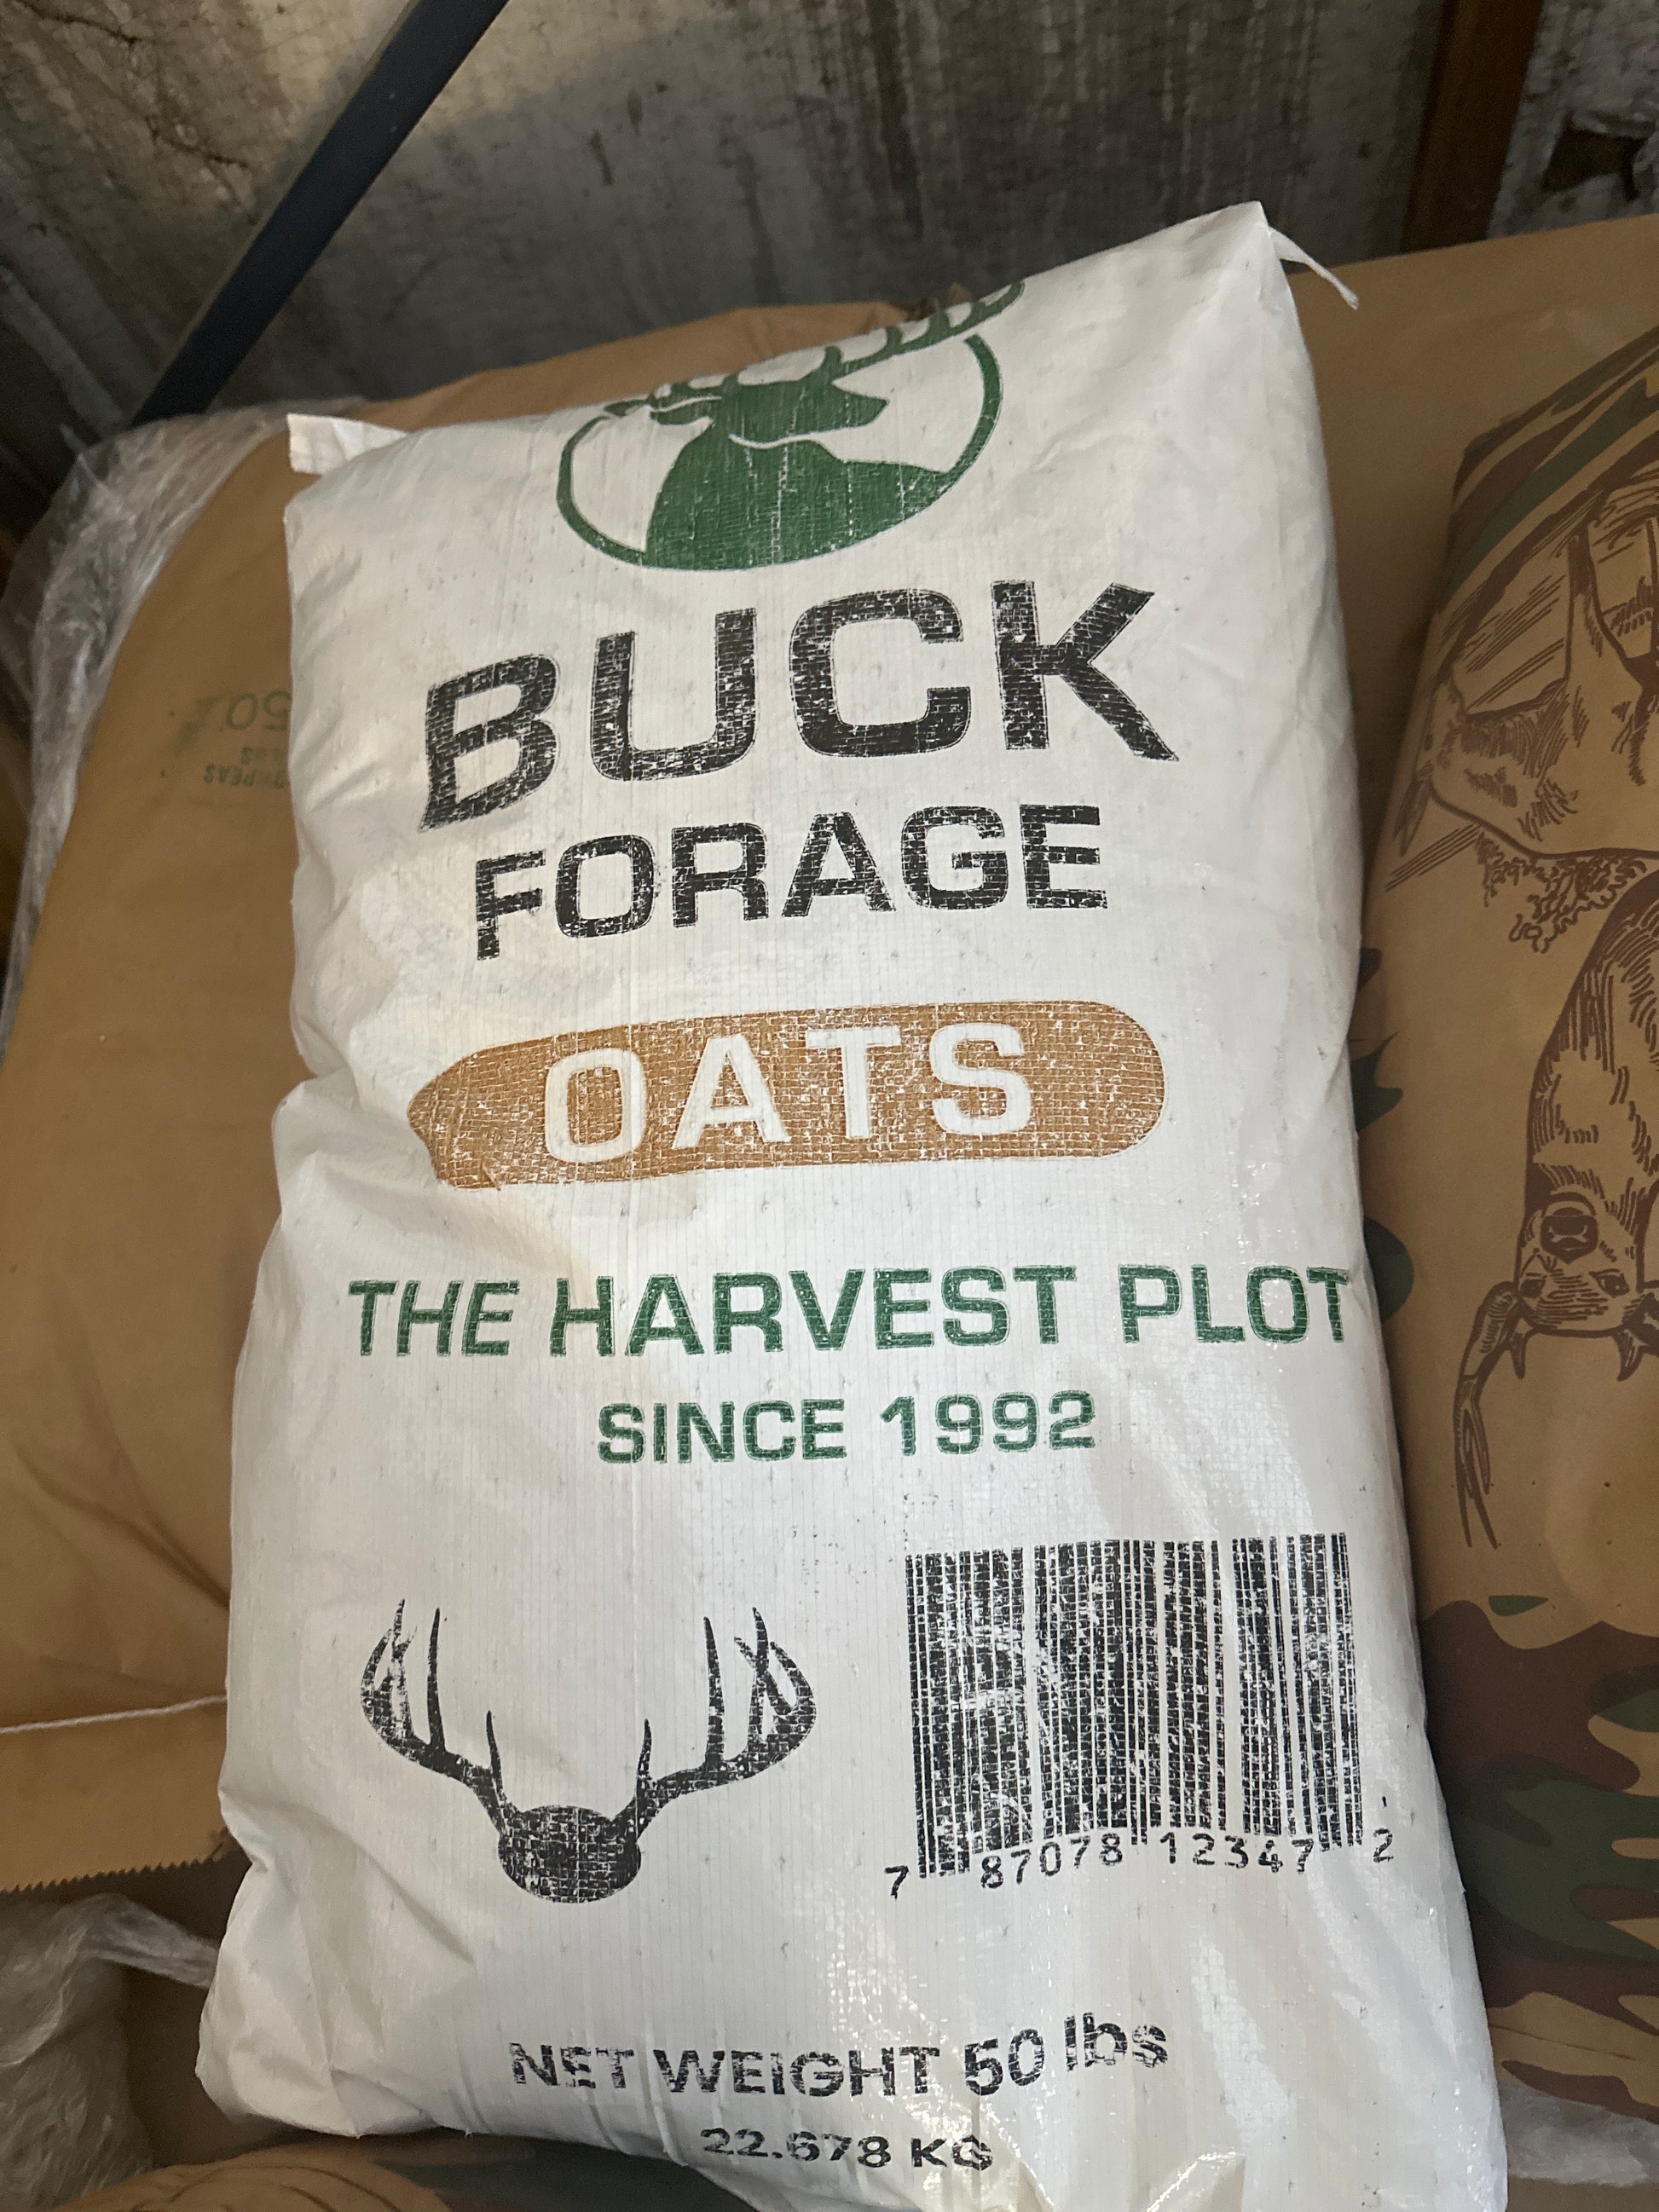 BUCK
FORAGE
OATS
THE HARVEST PLOT
SINCE 1992
7 87078 12347 2
NET WEIGHT 50 lbs
22.678 KG
50